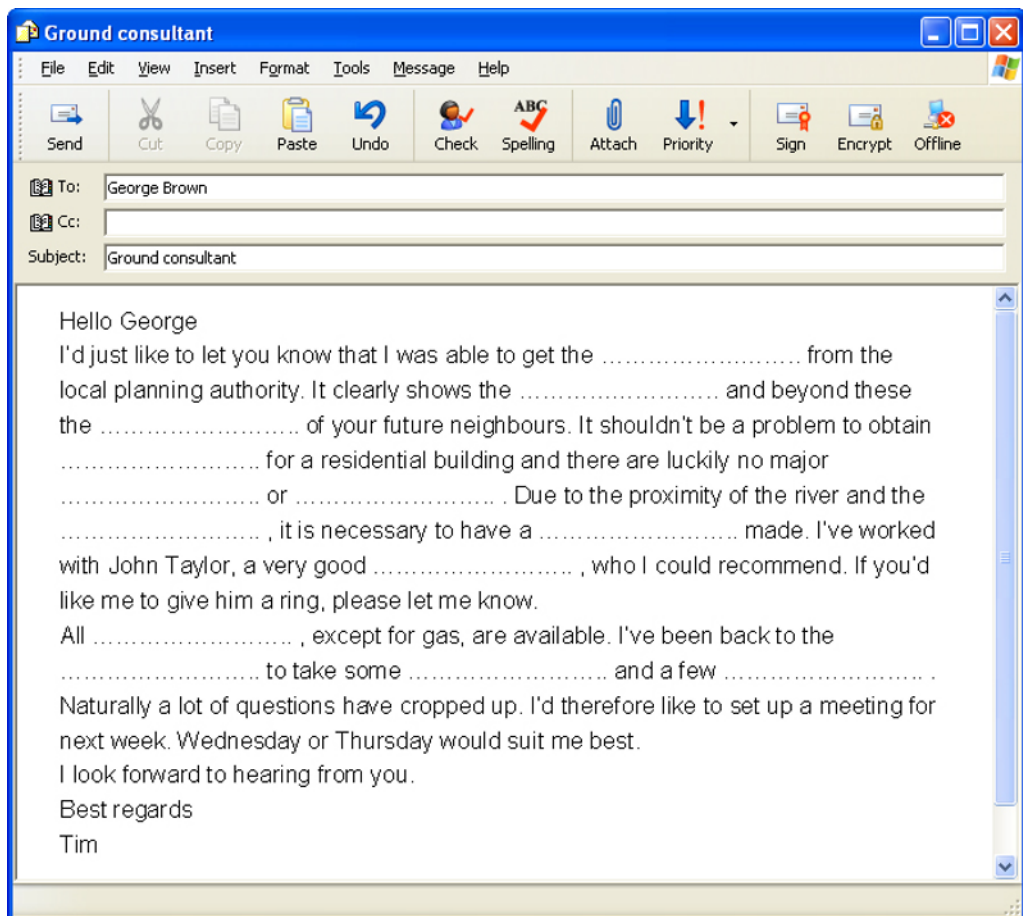 Ground consultant
File Edit View Insert Format Tools Message Help
Send Cut Copy Paste Undo Check Spelling Attach Priority Sign Encrypt Offline
To: George Brown
Cc:
Subject: Ground consultant
Hello George
I'd just like to let you know that I was able to get the ........................ from the
local planning authority. It clearly shows the ........................ and beyond these
the ........................ of your future neighbours. It shouldn't be a problem to obtain
........................ for a residential building and there are luckily no major
........................ or ........................ . Due to the proximity of the river and the
........................ , it is necessary to have a ........................ made. I've worked
with John Taylor, a very good ........................ , who I could recommend. If you'd
like me to give him a ring, please let me know.
All ........................ , except for gas, are available. I've been back to the
........................ to take some ........................ and a few ........................ .
Naturally a lot of questions have cropped up. I'd therefore like to set up a meeting for
next week. Wednesday or Thursday would suit me best.
I look forward to hearing from you.
Best regards
Tim